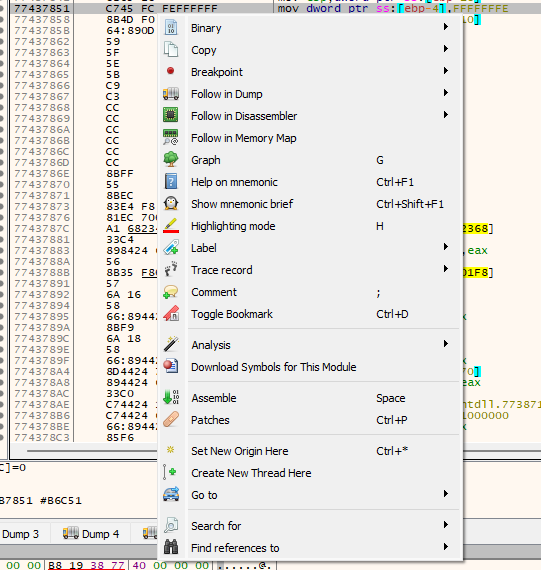 77437851 C745 FC FEFFFFFF mov dword ptr ss:[ebp-4],FFFFFFFE
77437858 8B4D F0
7743785B 64:890D
77437862 59
77437863 5F
77437864 5E
77437865 5B
77437866 C9
77437867 C3
77437868 CC
77437869 CC
7743786A CC
7743786B CC
7743786C CC
7743786D CC
7743786E 8BFF
77437870 55
77437871 8BEC
77437873 83E4 F8
77437876 81EC
7743787C A1 2368]
77437881 33C4
77437883 898424 ,eax
7743788A 56
7743788B 8B35 D1F8]
77437891 57
77437892 6A 16
77437894 58
77437895 66:8944
7743789A 8BF9
7743789C 6A 18
7743789E 58
7743789F 66:8944
774378A4 8D4424 70]
774378A8 894424 eax
774378AC 33C0
774378AE C74424 ntdll.773871
774378B6 C74424 1000000
774378BE 66:8944
774378C3 85F6
Binary
Copy
Breakpoint
Follow in Dump
Follow in Disassembler
Follow in Memory Map
Graph G
Help on mnemonic Ctrl+F1
Show mnemonic brief Ctrl+Shift+F1
Highlighting mode H
Label
Trace record
Comment ;
Toggle Bookmark Ctrl+D
Analysis
Download Symbols for This Module
Assemble Space
Patches Ctrl+P
Set New Origin Here Ctrl+*
Create New Thread Here
Go to
Search for
Find references to
]=0
B7851 #B6C51
Dump 3 Dump 4
00 00 B8 19 38 77 40 00 00 00 .....@.